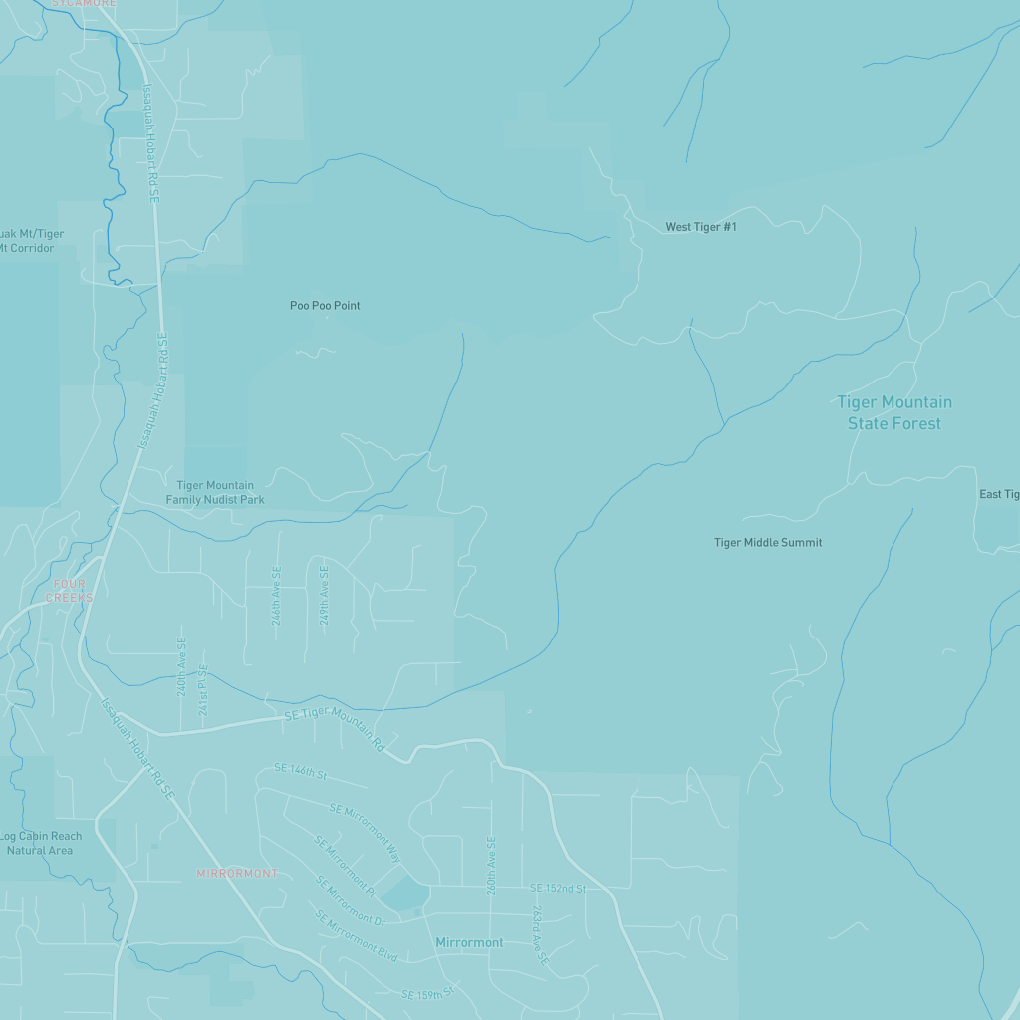 SYCAMORE
Issaquah Hobart Rd SE
West Tiger #1
uak Mt/Tiger
Mt Corridor
Poo Poo Point
Issaquah Hobart Rd SE
Tiger Mountain
State Forest
Tiger Mountain
Family Nudist Park
East Tig
Tiger Middle Summit
FOUR
CREEKS
246th Ave SE
249th Ave SE
240th Ave SE
241st Pl SE
Issaquah Hobart Rd SE
SE Tiger Mountain Rd
SE 146th St
SE Mirrormont Way
Log Cabin Reach
Natural Area
SE Mirrormont Pl
260th Ave SE
MIRRORMONT
SE Mirrormont Dr
SE 152nd St
263rd Ave SE
SE Mirrormont Blvd
Mirrormont
SE 159th St